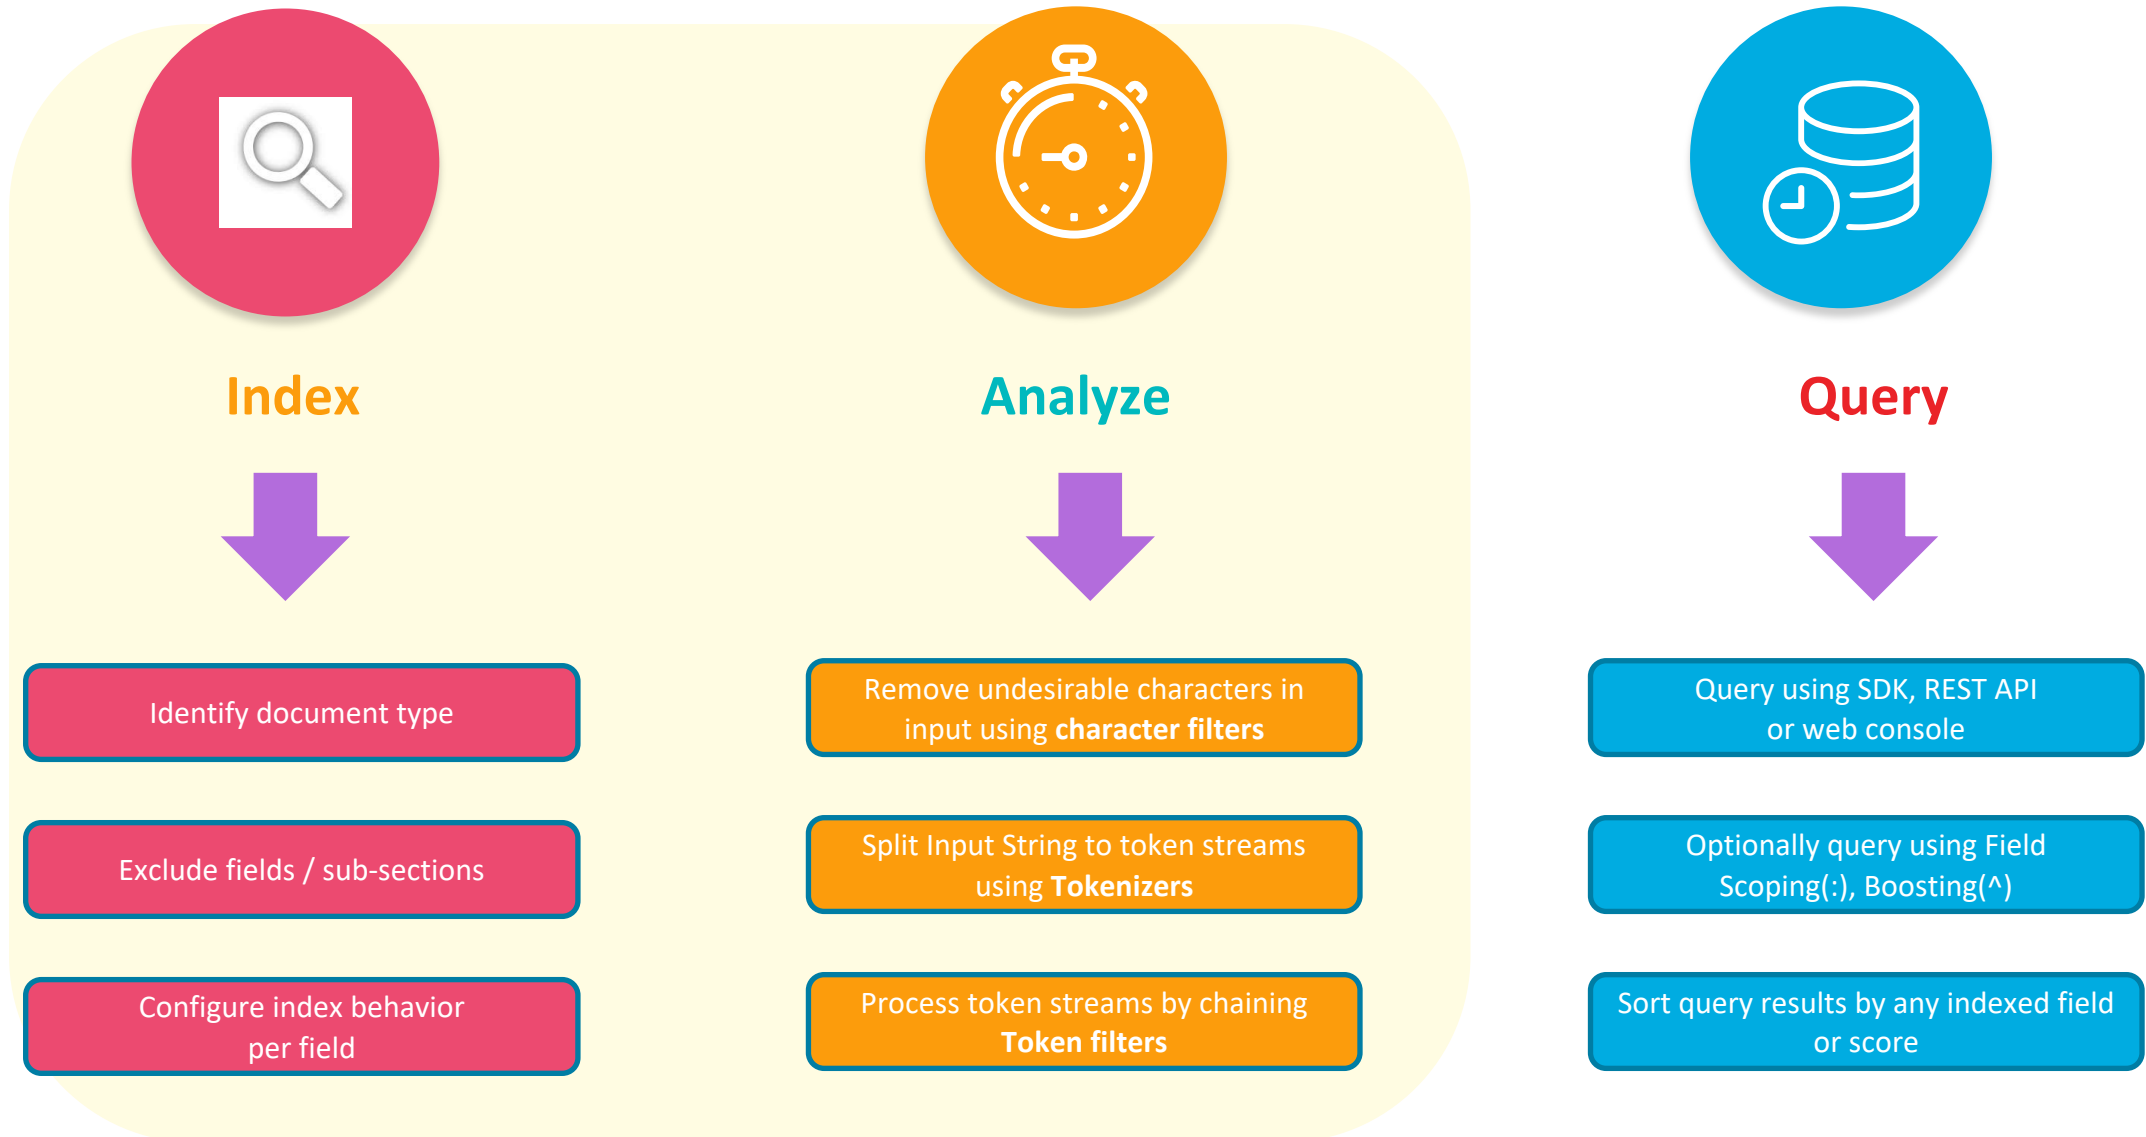 Index
Identify document type
Exclude fields / sub-sections
Configure index behavior
per field
Analyze
Remove undesirable characters in
input using character filters
Split Input String to token streams
using Tokenizers
Process token streams by chaining
Token filters
Query
Query using SDK, REST API
or web console
Optionally query using Field
Scoping(:), Boosting(^)
Sort query results by any indexed field
or score